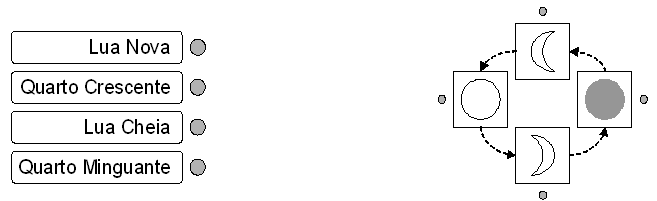 Lua Nova
Quarto Crescente
Lua Cheia
Quarto Minguante